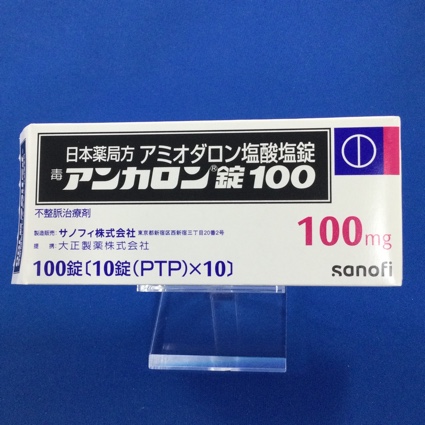 日本薬局方 アミオダロン塩酸塩錠
毒 アンカロン®錠100
不整脈治療剤
製造販売 サノフィ株式会社 東京都新宿区西新宿三丁目20番2号
提携: 大正製薬株式会社
100錠〔10錠(PTP)×10〕
100mg
sanofi